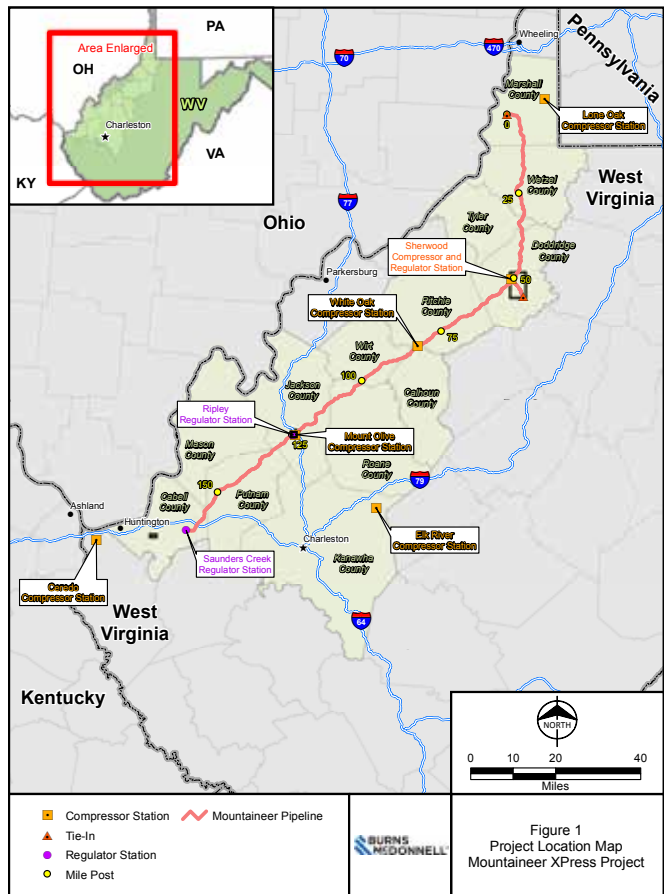 Area Enlarged
PA
OH
WV
Charleston
VA
KY
Pennsylvania
Wheeling
470
70
Marshall
County
Lone Oak
Compressor Station
0
77
Wetzel
County
25
West
Virginia
Ohio
Tyler
County
Doddridge
County
Sherwood
Compressor and
Regulator Station
50
Parkersburg
White Oak
Compressor Station
Ritchie
County
75
Wirt
County
100
Jackson
County
Calhoun
County
Ripley
Regulator Station
Mount Olive
Compressor Station
125
Mason
County
Roane
County
79
Cabell
County
150
Putnam
County
Ashland
Huntington
Elk River
Compressor Station
Charleston
Kanawha
County
Saunders Creek
Regulator Station
Ceredo
Compressor Station
West
Virginia
64
Kentucky
NORTH
0 10 20 40
Miles
Compressor Station
Mountaineer Pipeline
Tie-In
Regulator Station
Mile Post
BURNS
MCDONNELL
Figure 1
Project Location Map
Mountaineer XPress Project